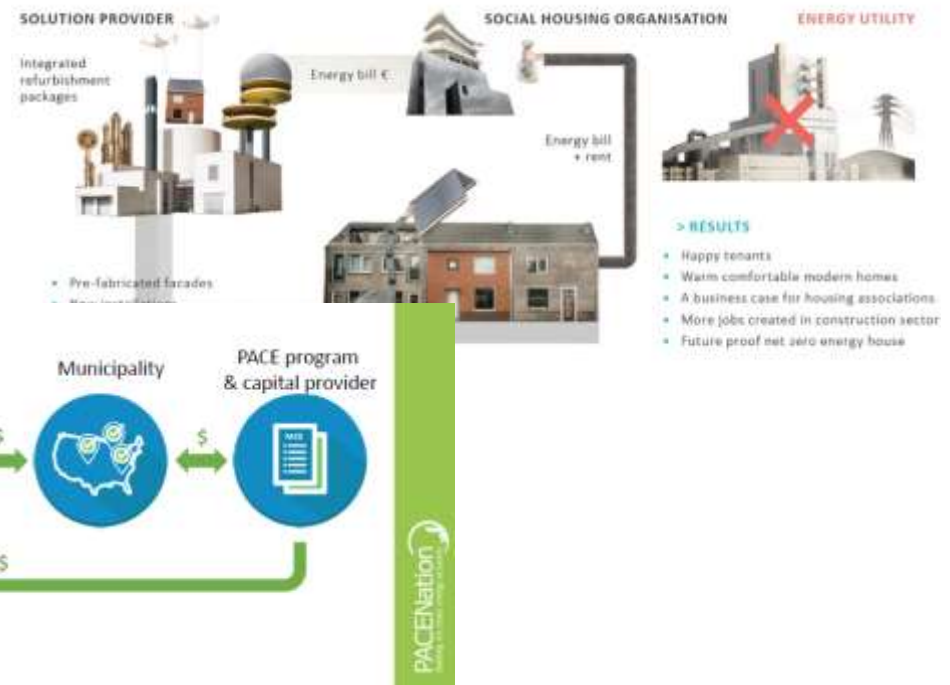 SOLUTION PROVIDER
SOCIAL HOUSING ORGANISATION
ENERGY UTILITY
Integrated
refurbishment
packages
Energy bill €
Energy bill
+ rent
> RESULTS
• Happy tenants
• Warm comfortable modern homes
• A business case for housing associations
• More jobs created in construction sector
• Future proof net zero energy house
• Pre-fabricated facades
Municipality
PACE program
& capital provider
$
$
$
PACENation